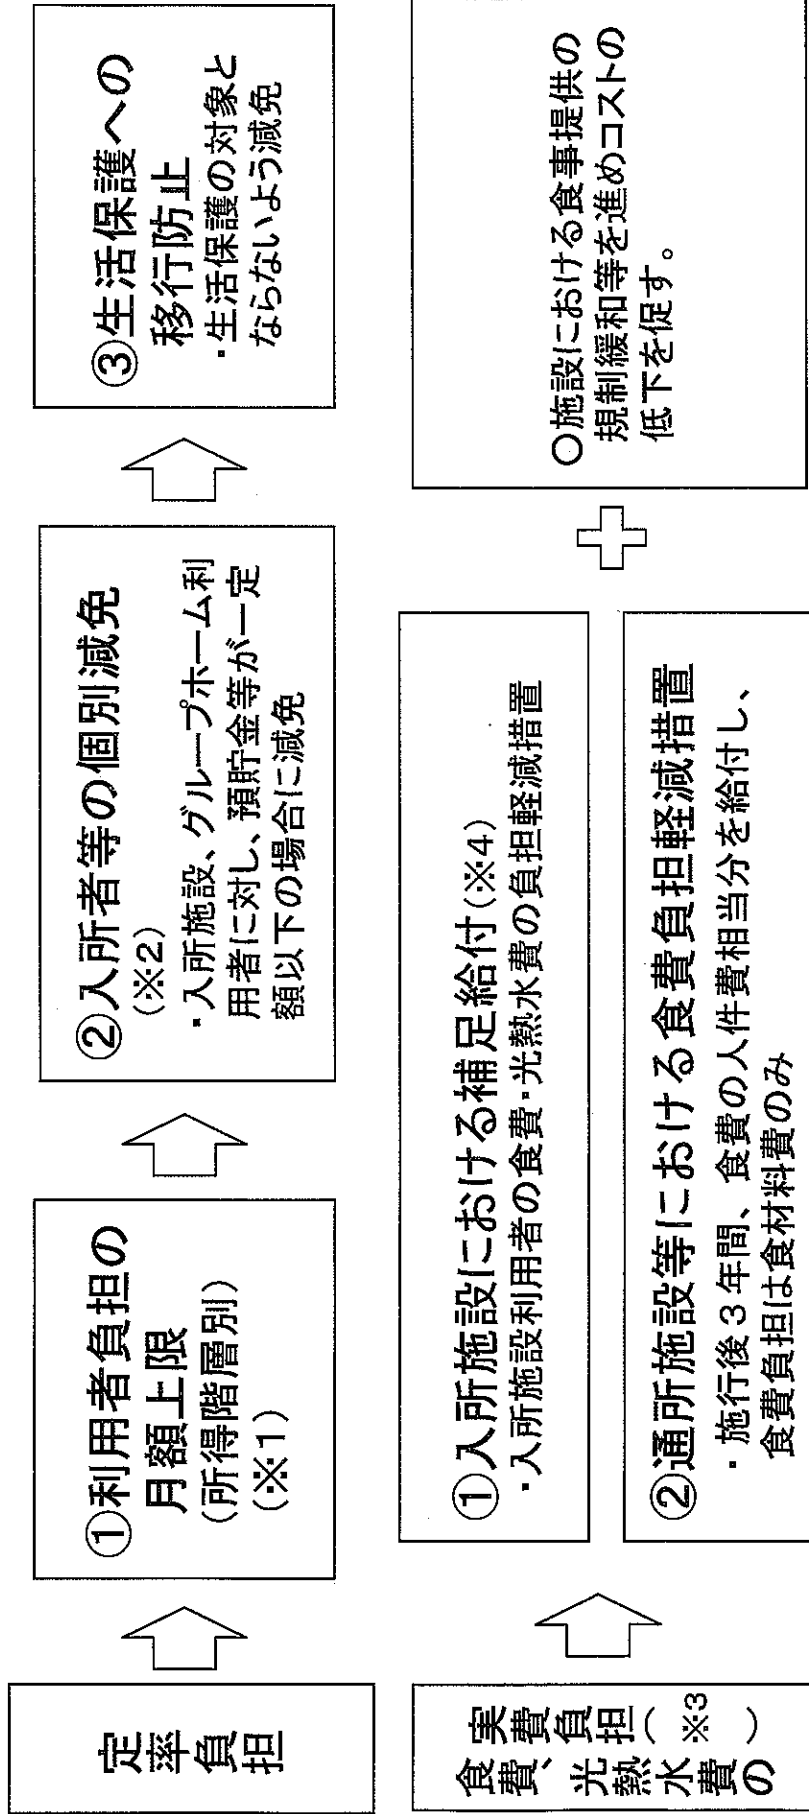 定率負担
①利用者負担の
月額上限
(所得階層別)
(※1)
②入所者等の個別減免
(※2)
・入所施設、グループホーム利
用者に対し、預貯金等が一定
額以下の場合に減免
③生活保護への
移行防止
・生活保護の対象と
ならないよう減免
食費、光熱水費の
実費負担(※3)
①入所施設における補足給付(※4)
・入所施設利用者の食費・光熱水費の負担軽減措置
②通所施設等における食費負担軽減措置
・施行後3年間、食費の人件費相当分を給付し、
食費負担は食材料費のみ
○施設における食事提供の
規制緩和等を進めコストの
低下を促す。